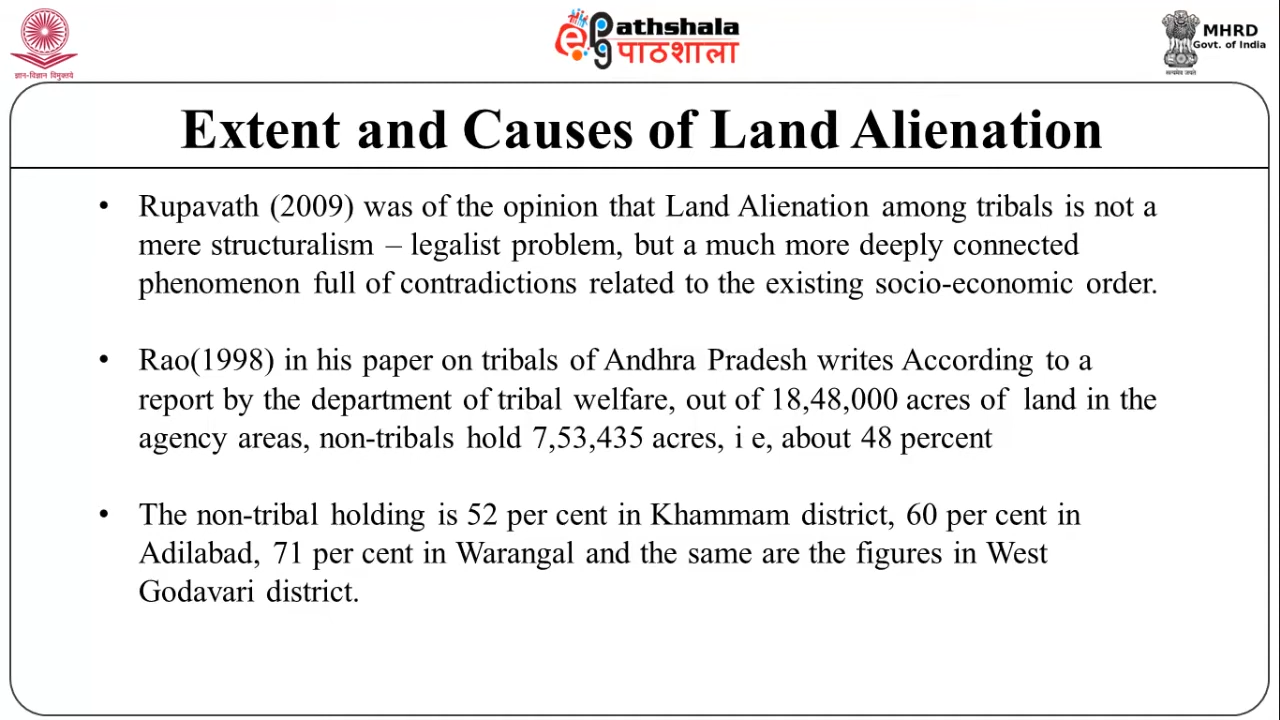 ज्ञान-विज्ञान विमुक्तये
ePathshala
पाठशाला
MHRD
Govt. of India
सत्यमेव जयते
Extent and Causes of Land Alienation
• Rupavath (2009) was of the opinion that Land Alienation among tribals is not a
mere structuralism – legalist problem, but a much more deeply connected
phenomenon full of contradictions related to the existing socio-economic order.
• Rao(1998) in his paper on tribals of Andhra Pradesh writes According to a
report by the department of tribal welfare, out of 18,48,000 acres of land in the
agency areas, non-tribals hold 7,53,435 acres, i e, about 48 percent
• The non-tribal holding is 52 per cent in Khammam district, 60 per cent in
Adilabad, 71 per cent in Warangal and the same are the figures in West
Godavari district.